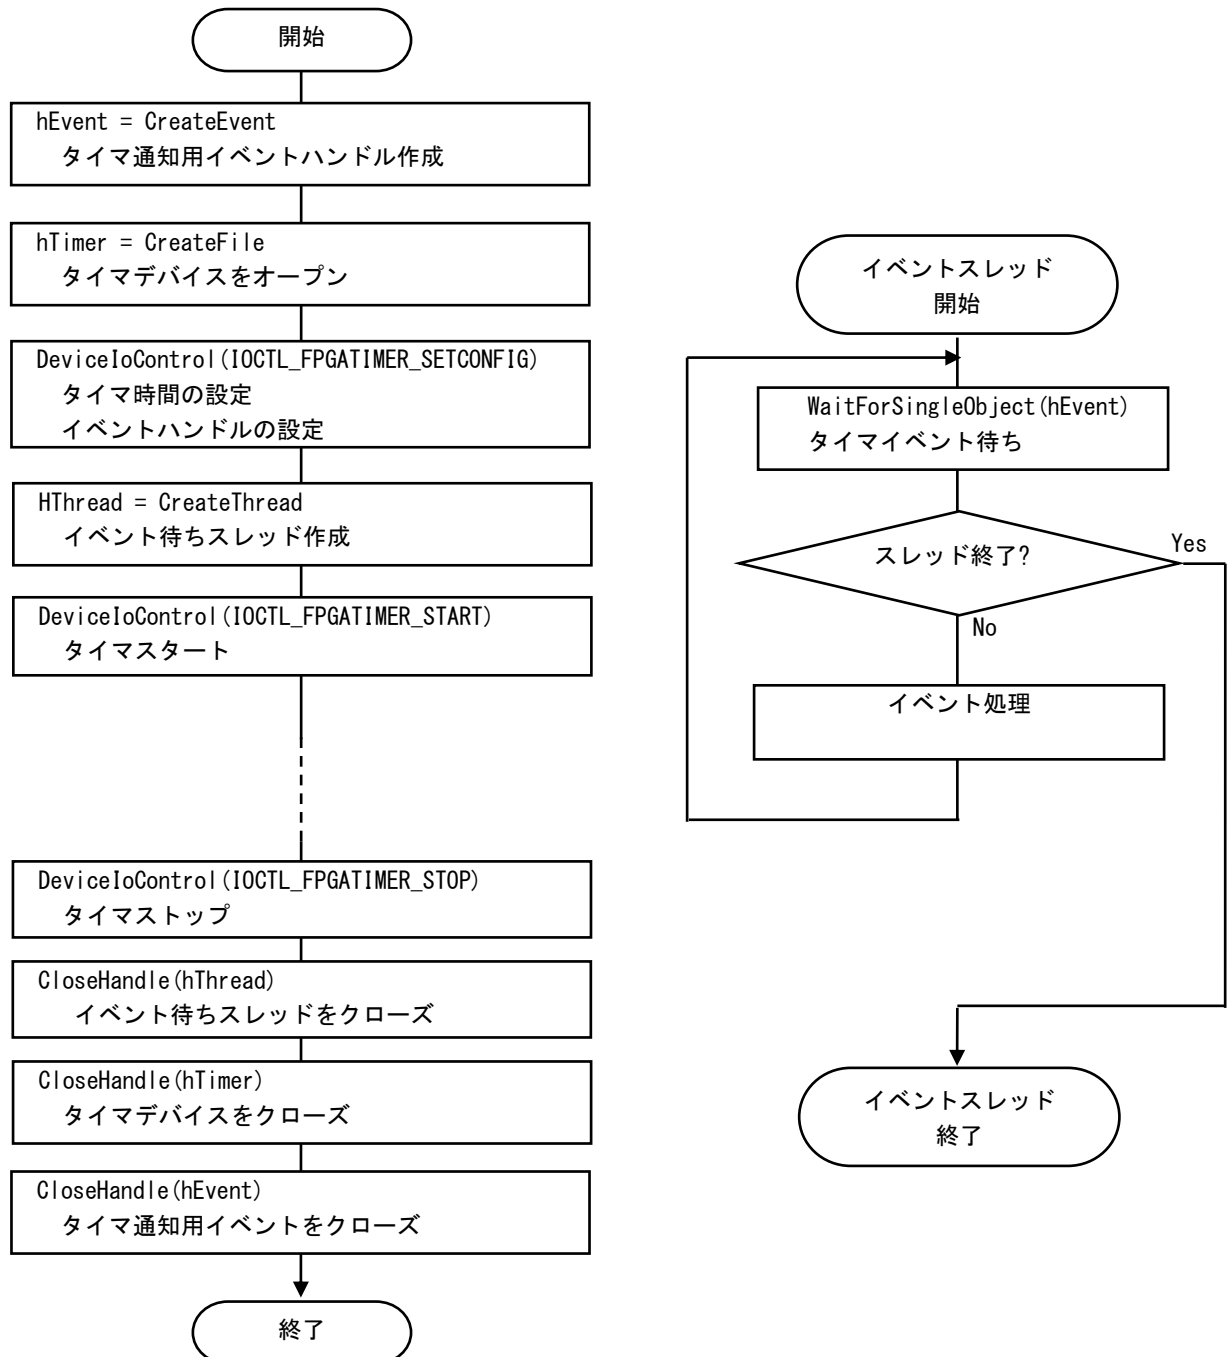 開始
hEvent = CreateEvent
タイマ通知用イベントハンドル作成
hTimer = CreateFile
タイマデバイスをオープン
DeviceIoControl(IOCTL_FPGATIMER_SETCONFIG)
タイマ時間の設定
イベントハンドルの設定
HThread = CreateThread
イベント待ちスレッド作成
DeviceIoControl(IOCTL_FPGATIMER_START)
タイマスタート
DeviceIoControl(IOCTL_FPGATIMER_STOP)
タイマストップ
CloseHandle(hThread)
イベント待ちスレッドをクローズ
CloseHandle(hTimer)
タイマデバイスをクローズ
CloseHandle(hEvent)
タイマ通知用イベントをクローズ
終了
イベントスレッド
開始
WaitForSingleObject(hEvent)
タイマイベント待ち
スレッド終了?
Yes
No
イベント処理
イベントスレッド
終了